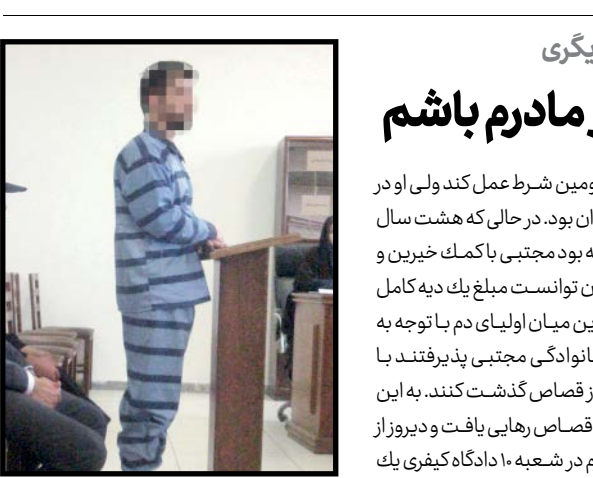 یگری
مادرم باشم
ومین شرط عمل کند ولی او در
ان بود. در حالی که هشت سال
ه بود مجتبی با کمک خیرین و
ن توانست مبلغ یک دیه کامل
ین میان اولیای دم با توجه به
انوادگی مجتبی پذیرفتند با
ز قصاص گذشت کنند. به این
قصاص رهایی یافت و دیروز از
م در شعبه ۱۰ دادگاه کیفری یک